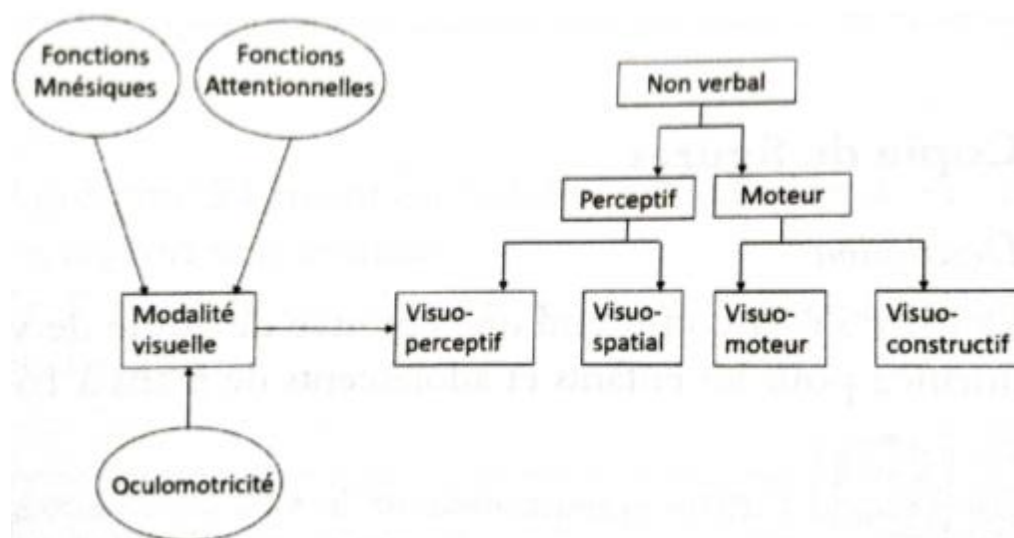 Fonctions
Mnésiques
Fonctions
Attentionnelles
Non verbal
Perceptif
Moteur
Modalité
visuelle
Visuo-
perceptif
Visuo-
spatial
Visuo-
moteur
Visuo-
constructif
Oculomotricité